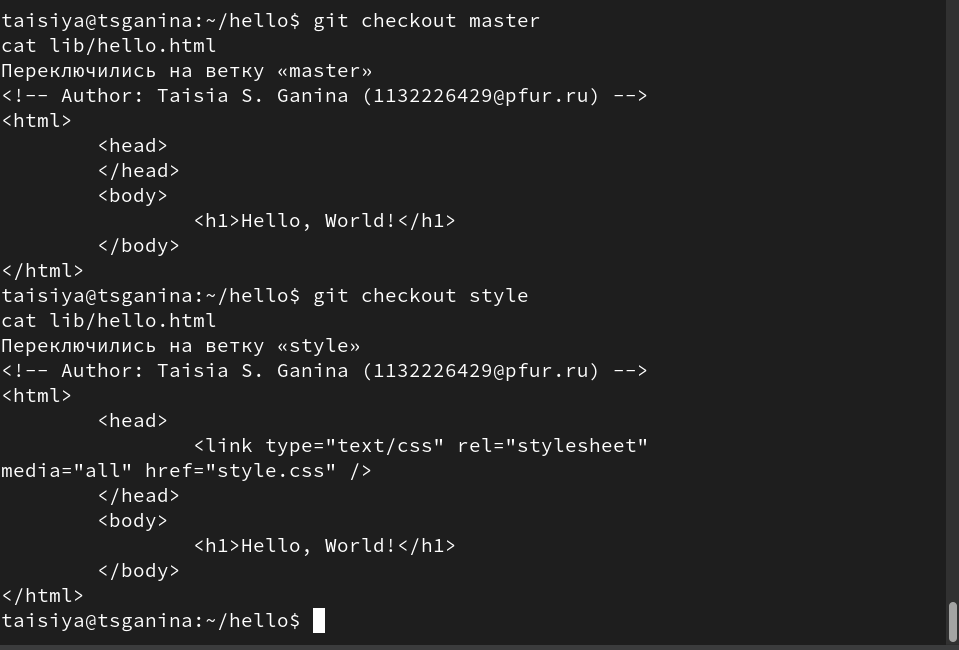 taisiya@tsganina:~/hello$ git checkout master
cat lib/hello.html
Переключились на ветку «master»
<!-- Author: Taisia S. Ganina (1132226429@pfur.ru) -->
<html>
        <head>
        </head>
        <body>
                <h1>Hello, World!</h1>
        </body>
</html>
taisiya@tsganina:~/hello$ git checkout style
cat lib/hello.html
Переключились на ветку «style»
<!-- Author: Taisia S. Ganina (1132226429@pfur.ru) -->
<html>
        <head>
                <link type="text/css" rel="stylesheet"
media="all" href="style.css" />
        </head>
        <body>
                <h1>Hello, World!</h1>
        </body>
</html>
taisiya@tsganina:~/hello$